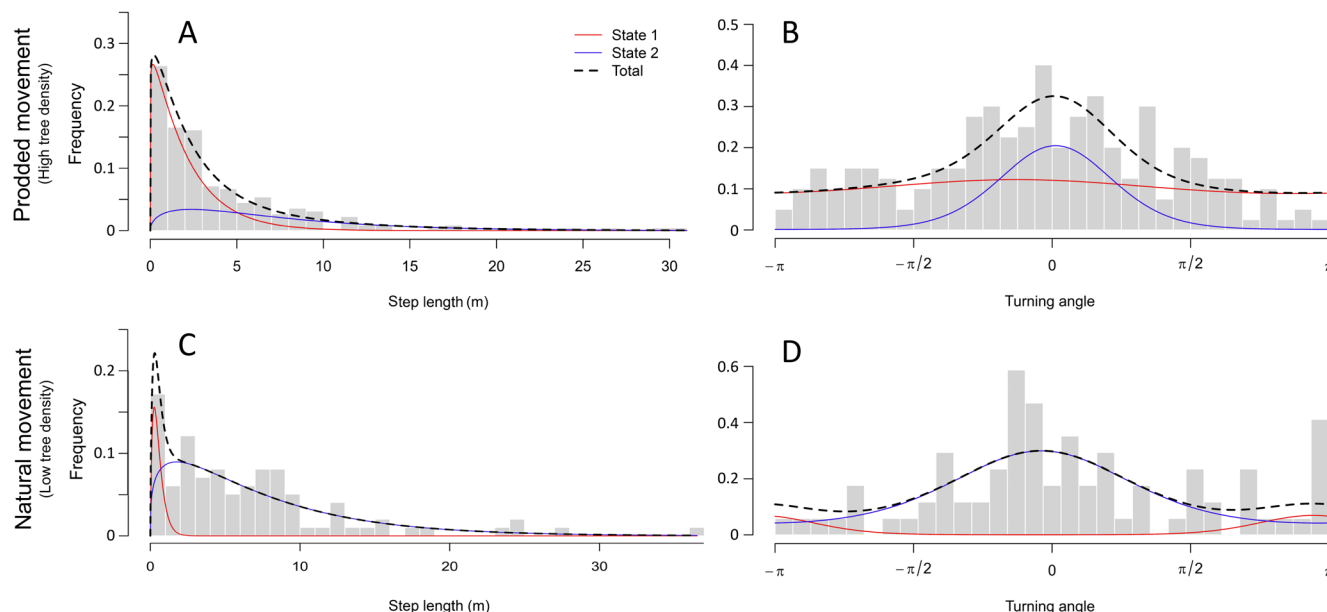 Prodded movement
(High tree density)
A
Frequency
0.3
0.2
0.1
0
0
5
10
15
20
25
30
Step length (m)
State 1
State 2
Total
B
0.5
0.4
0.3
0.2
0.1
0
−π
−π/2
0
π/2
π
Turning angle
Natural movement
(Low tree density)
C
Frequency
0.2
0.1
0
0
10
20
30
Step length (m)
D
0.6
0.4
0.2
0
−π
−π/2
0
π/2
π
Turning angle